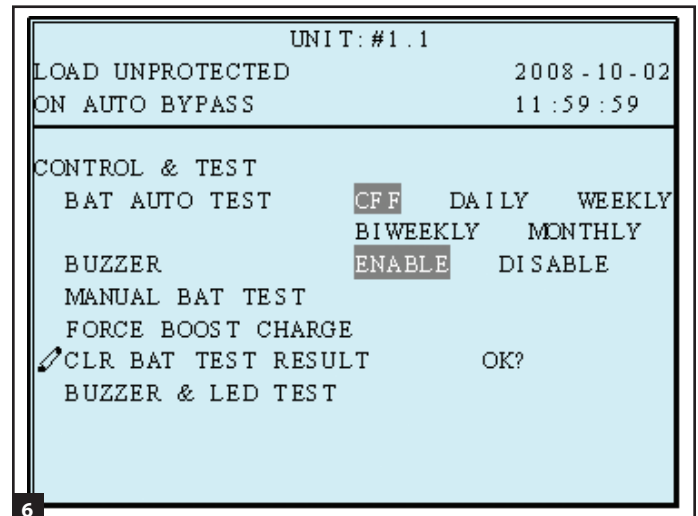 UNIT:#1.1
LOAD UNPROTECTED 2008-10-02
ON AUTO BYPASS 11:59:59
CONTROL & TEST
BAT AUTO TEST CFF DAILY WEEKLY
BIWEEKLY MONTHLY
BUZZER ENABLE DISABLE
MANUAL BAT TEST
FORCE BOOST CHARGE
CLR BAT TEST RESULT OK?
BUZZER & LED TEST
6